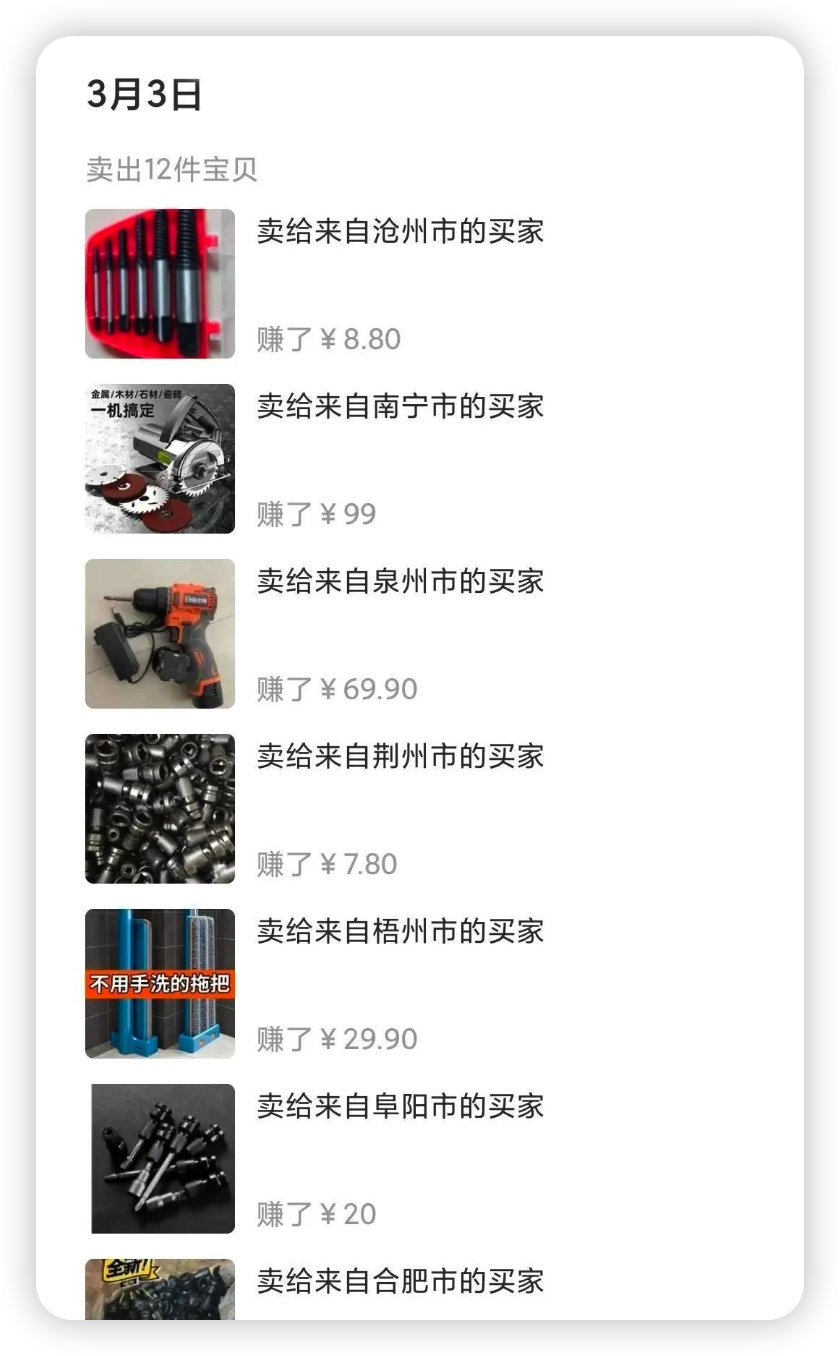 3月3日
卖出12件宝贝
卖给来自沧州市的买家
赚了¥8.80
金属/木材/石材/瓷砖
一机搞定
卖给来自南宁市的买家
赚了¥99
卖给来自泉州市的买家
赚了¥69.90
卖给来自荆州市的买家
赚了¥7.80
不用手洗的拖把
卖给来自梧州市的买家
赚了¥29.90
卖给来自阜阳市的买家
赚了¥20
全新!
卖给来自合肥市的买家